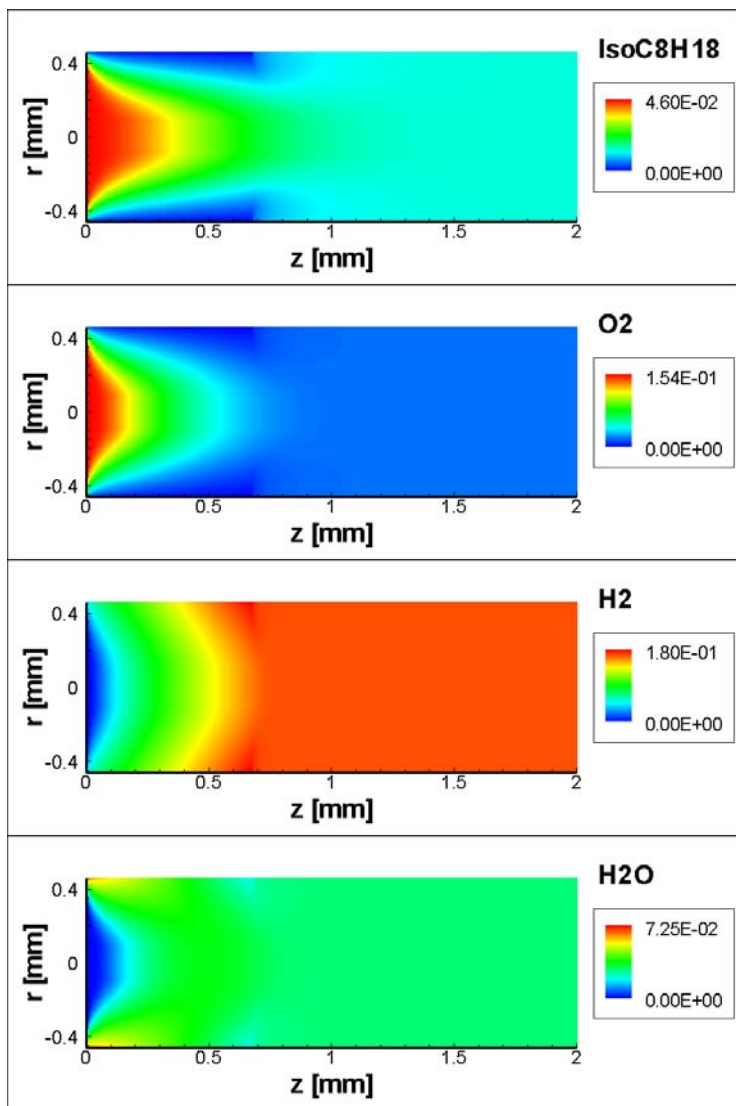 IsoC8H18
r [mm]
0.4
0
-0.4
4.60E-02
0.00E+00
0 0.5 1 1.5 2
z [mm]
O2
r [mm]
0.4
0
-0.4
1.54E-01
0.00E+00
0 0.5 1 1.5 2
z [mm]
H2
r [mm]
0.4
0
-0.4
1.80E-01
0.00E+00
0 0.5 1 1.5 2
z [mm]
H2O
r [mm]
0.4
0
-0.4
7.25E-02
0.00E+00
0 0.5 1 1.5 2
z [mm]